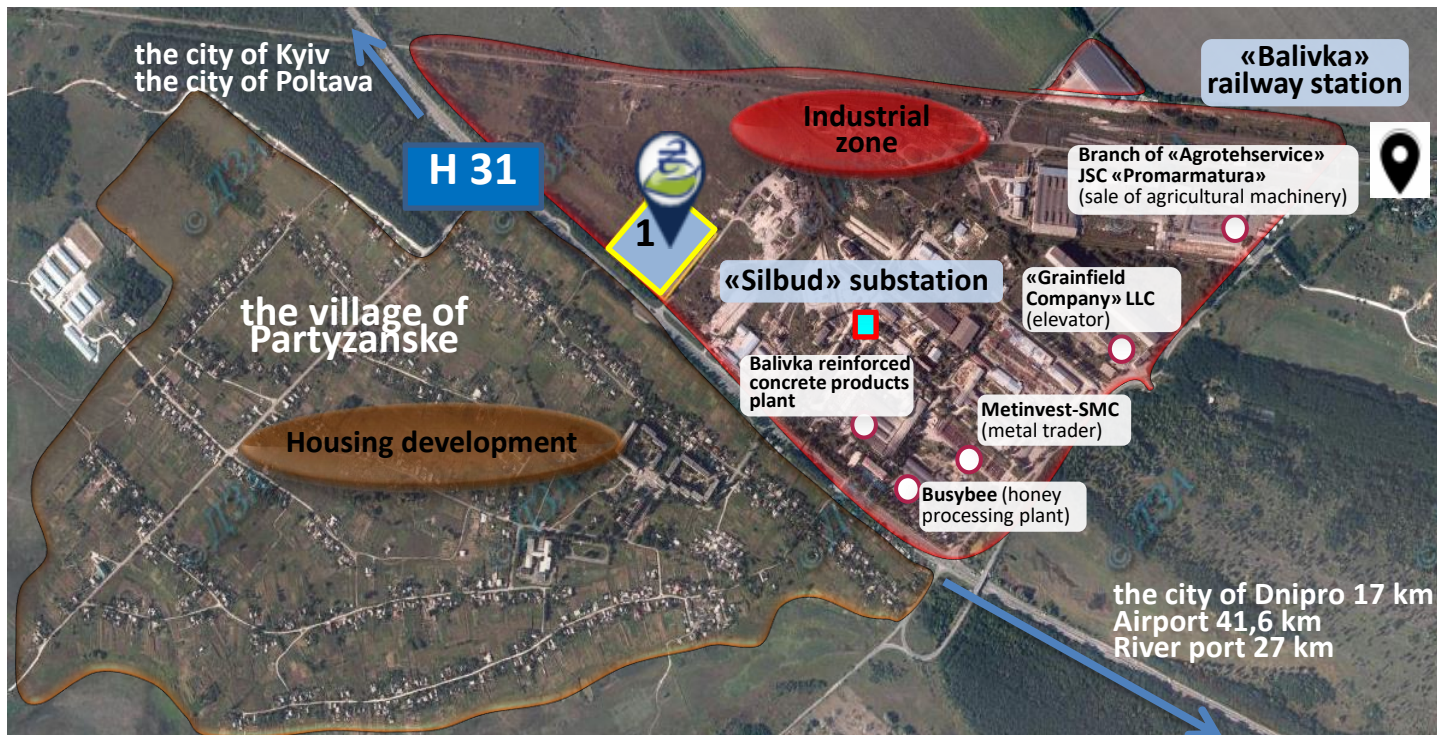 the city of Kyiv
the city of Poltava
«Balivka»
railway station
Industrial
zone
H 31
Branch of «Agrotehservice»
JSC «Promarmatura»
(sale of agricultural machinery)
1
«Silbud» substation
«Grainfield
Company» LLC
(elevator)
the village of
Partyzanske
Balivka reinforced
concrete products
plant
Metinvest-SMC
(metal trader)
Housing development
Busybee (honey
processing plant)
the city of Dnipro 17 km
Airport 41,6 km
River port 27 km